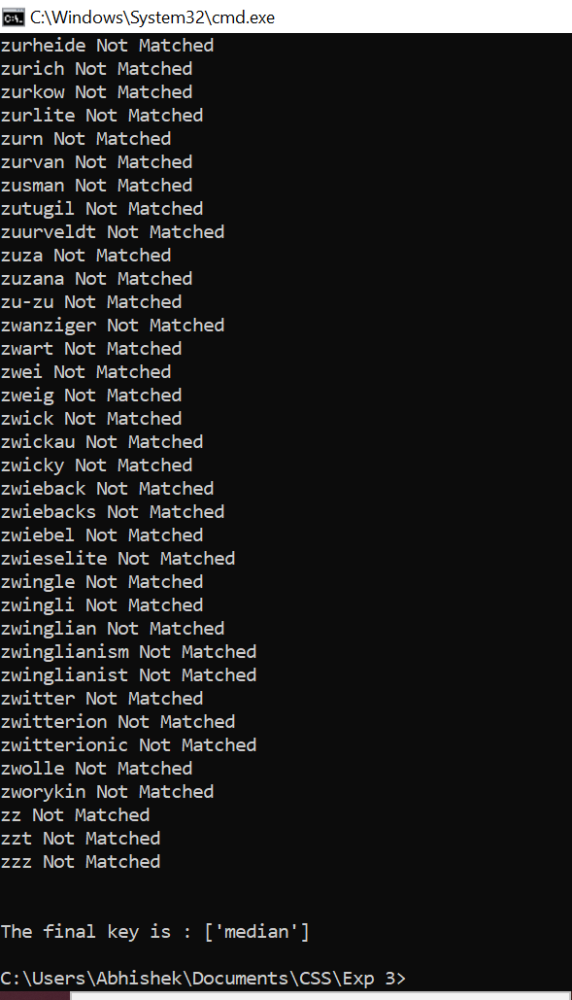 C:\Windows\System32\cmd.exe
zurheide Not Matched
zurich Not Matched
zurkow Not Matched
zurlite Not Matched
zurn Not Matched
zurvan Not Matched
zusman Not Matched
zutugil Not Matched
zuurveldt Not Matched
zuza Not Matched
zuzana Not Matched
zu-zu Not Matched
zwanziger Not Matched
zwart Not Matched
zwei Not Matched
zweig Not Matched
zwick Not Matched
zwickau Not Matched
zwicky Not Matched
zwieback Not Matched
zwiebacks Not Matched
zwiebel Not Matched
zwieselite Not Matched
zwingle Not Matched
zwingli Not Matched
zwinglian Not Matched
zwinglianism Not Matched
zwinglianist Not Matched
zwitter Not Matched
zwitterion Not Matched
zwitterionic Not Matched
zwolle Not Matched
zworykin Not Matched
zz Not Matched
zzt Not Matched
zzz Not Matched
The final key is : ['median']
C:\Users\Abhishek\Documents\CSS\Exp 3>